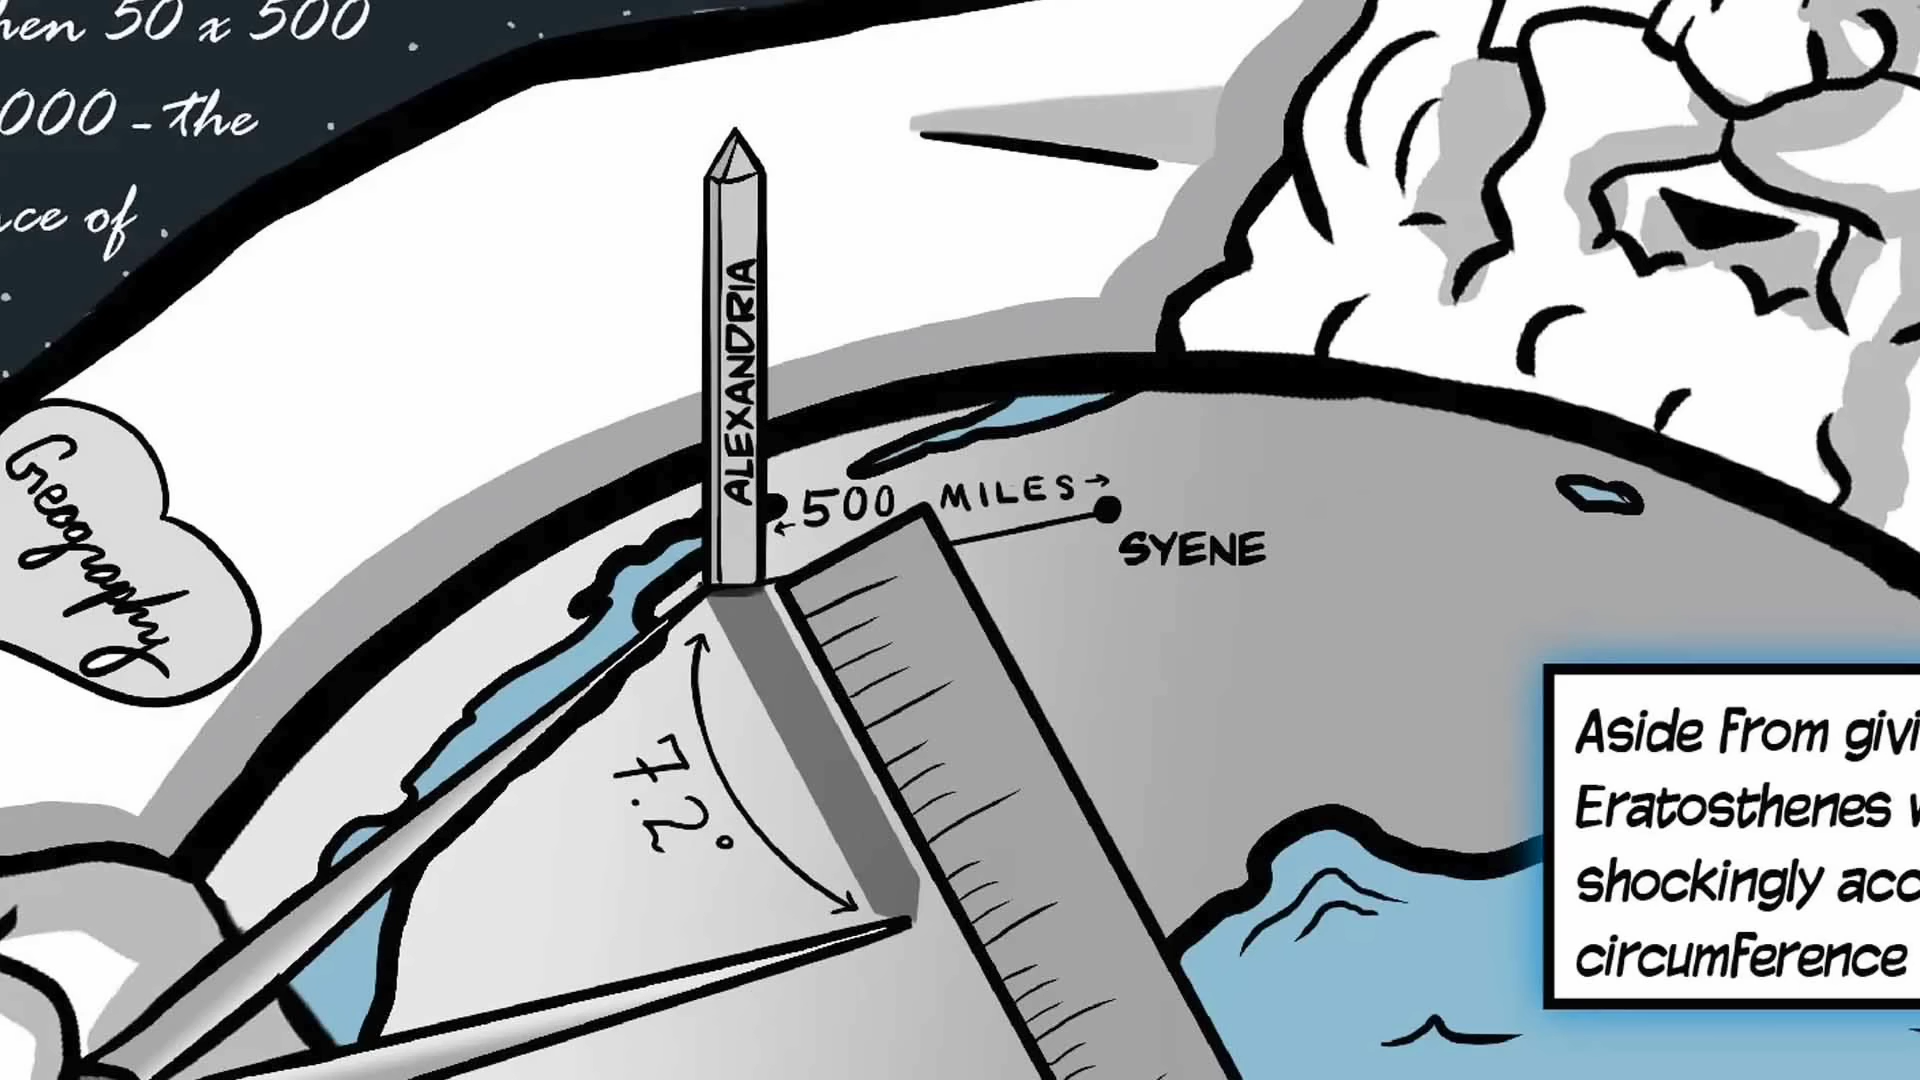 hen 50 x 500
000 - the
ce of
ALEXANDRIA
←500 MILES→
SYENE
Geography
7.2°
Aside From givi
Eratosthenes w
shockingly acc
circumference